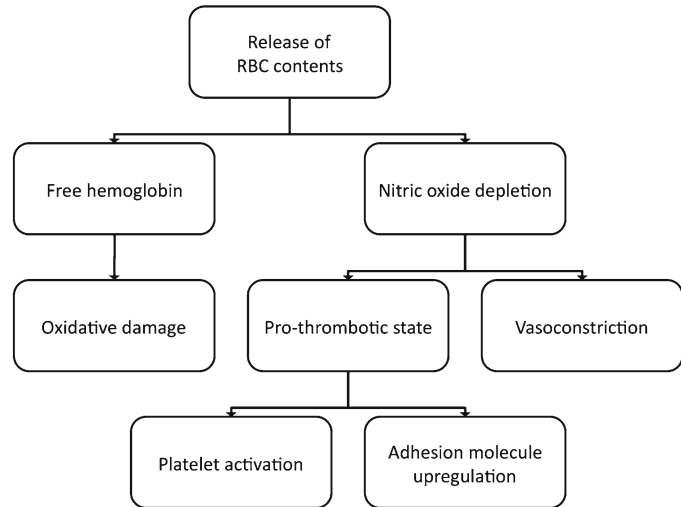 Release of
RBC contents
Free hemoglobin
Nitric oxide depletion
Oxidative damage
Pro-thrombotic state
Vasoconstriction
Platelet activation
Adhesion molecule
upregulation